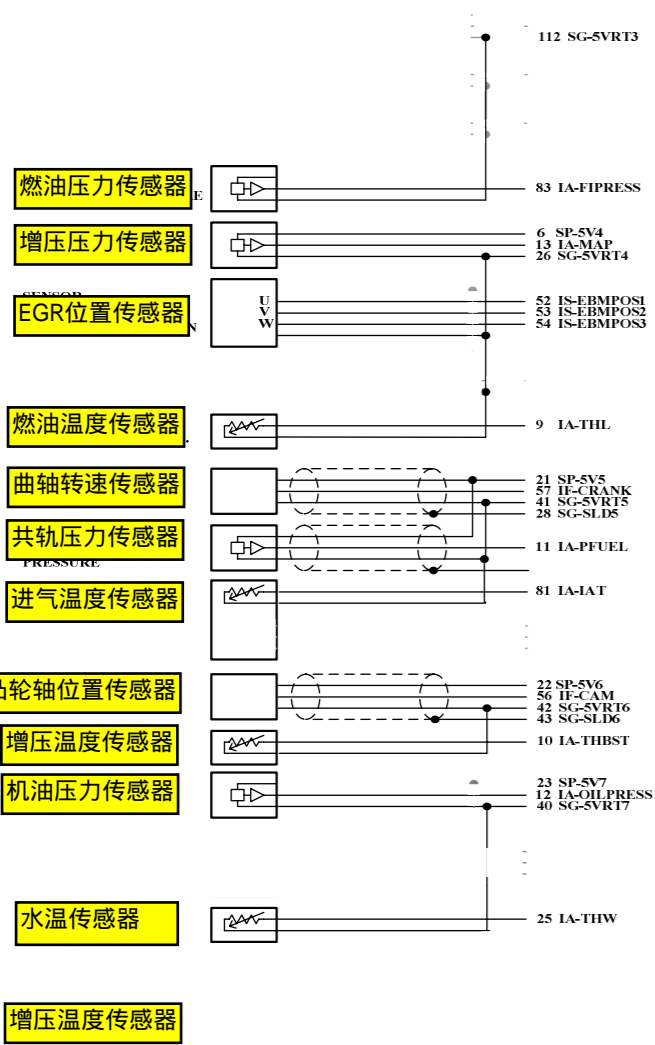 112 SG-5VRT3
燃油压力传感器
E
83 IA-FIPRESS
增压压力传感器
6 SP-5V4
13 IA-MAP
26 SG-5VRT4
EGR位置传感器
N
U
V
W
52 IS-EBMPOS1
53 IS-EBMPOS2
54 IS-EBMPOS3
燃油温度传感器
9 IA-THL
曲轴转速传感器
21 SP-5V5
57 IF-CRANK
41 SG-5VRT5
28 SG-SLD5
共轨压力传感器
PRESSURE
11 IA-PFUEL
进气温度传感器
81 IA-IAT
轮轴位置传感器
22 SP-5V6
56 IF-CAM
42 SG-5VRT6
43 SG-SLD6
增压温度传感器
10 IA-THBST
机油压力传感器
23 SP-5V7
12 IA-OILPRESS
40 SG-5VRT7
水温传感器
25 IA-THW
增压温度传感器